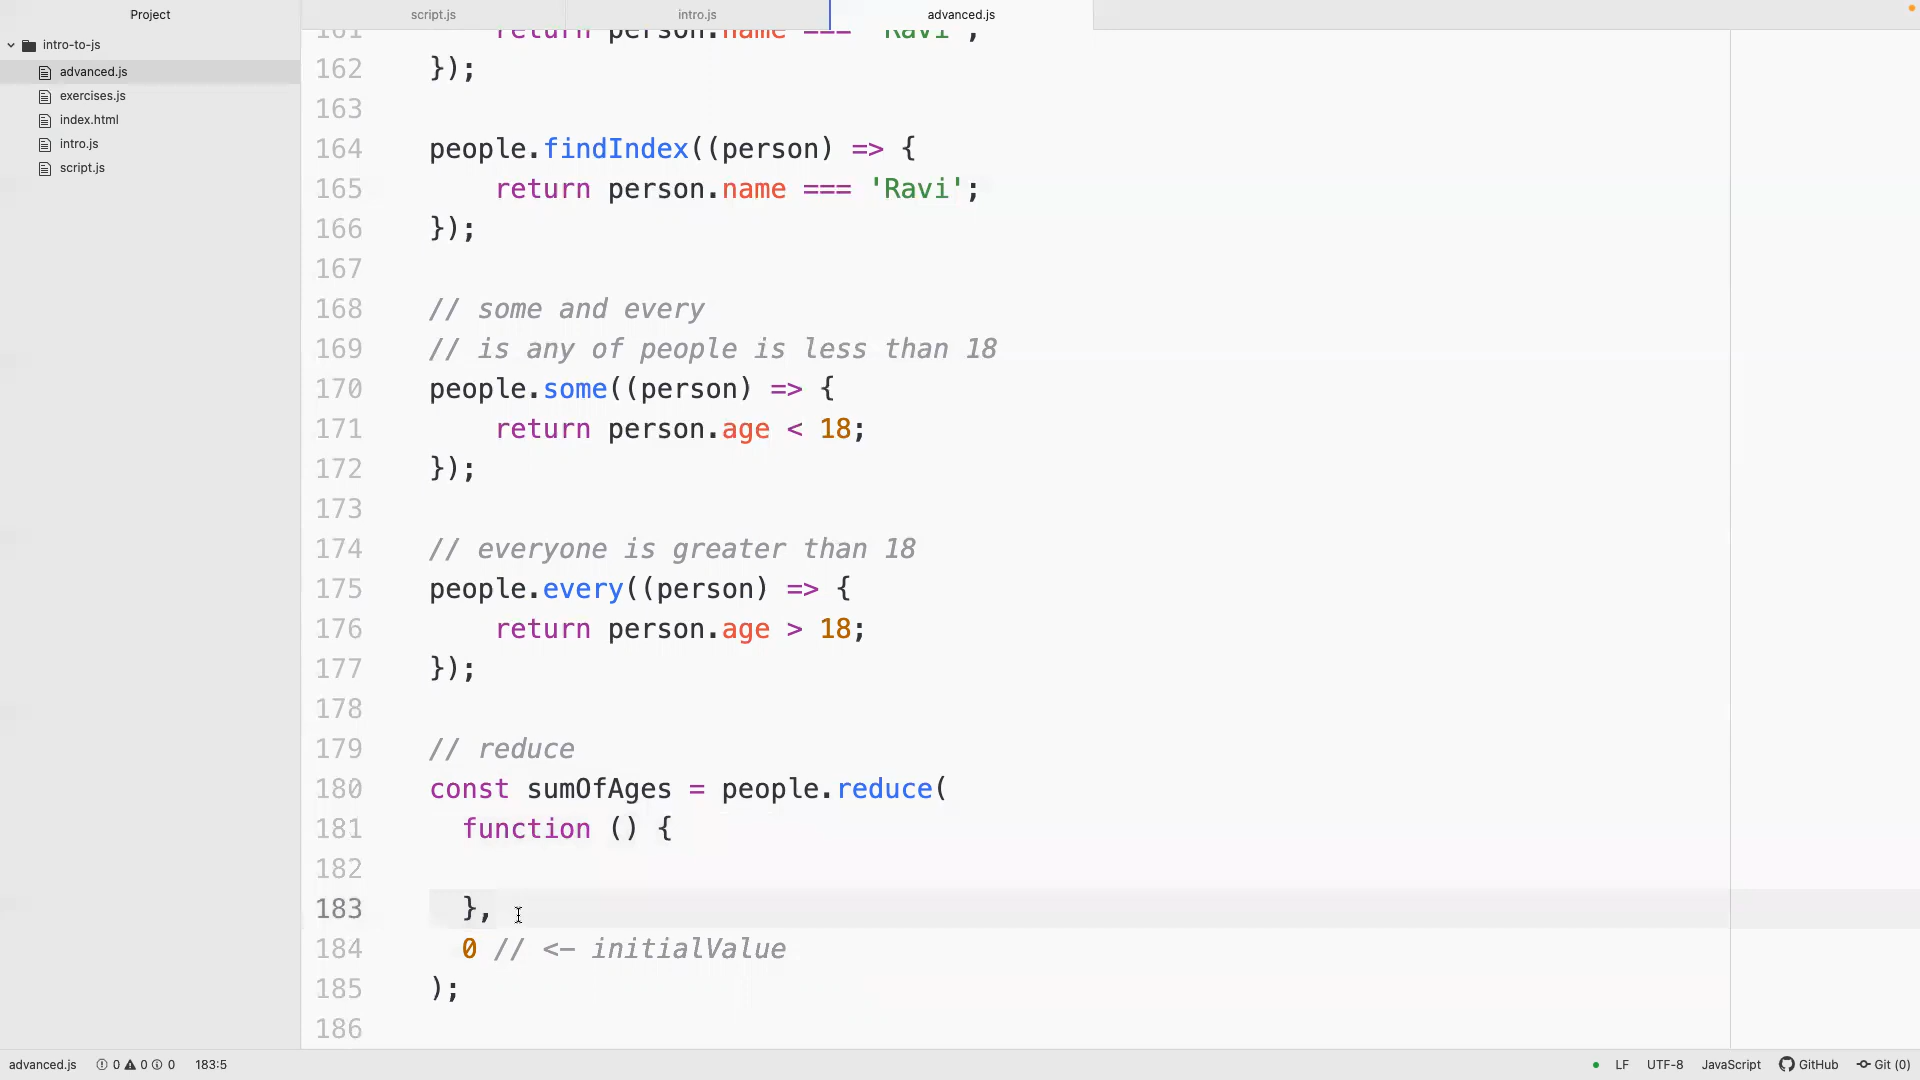 Project
script.js
intro.js
advanced.js
intro-to-js
advanced.js
exercises.js
index.html
intro.js
script.js
161 return person.name === 'Ravi';
162 });
163
164 people.findIndex((person) => {
165 return person.name === 'Ravi';
166 });
167
168 // some and every
169 // is any of people is less than 18
170 people.some((person) => {
171 return person.age < 18;
172 });
173
174 // everyone is greater than 18
175 people.every((person) => {
176 return person.age > 18;
177 });
178
179 // reduce
180 const sumOfAges = people.reduce(
181 function () {
182
183 },
184 0 // <- initialValue
185 );
186
advanced.js 0 0 0 183:5 LF UTF-8 JavaScript GitHub Git (0)